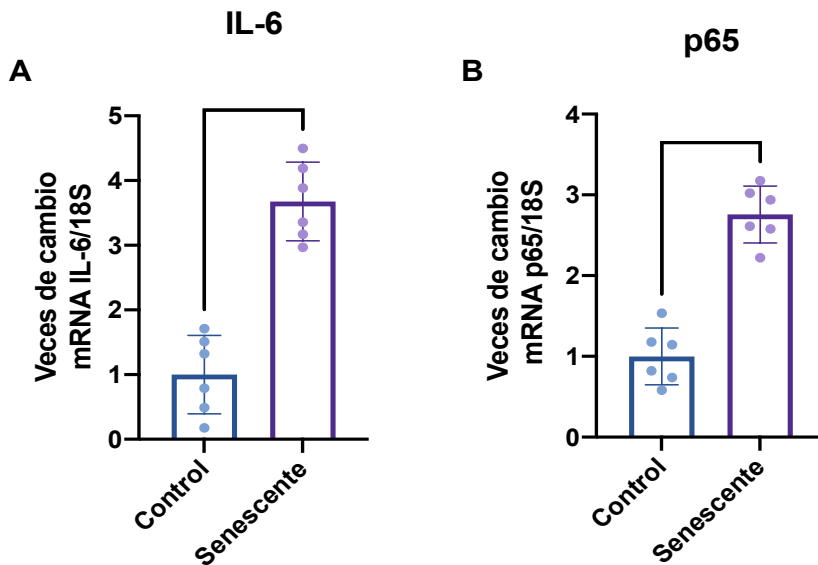 IL-6
A
Veces de cambio
mRNA IL-6/18S
5
4
3
2
1
0
Control
Senescente
p65
B
Veces de cambio
mRNA p65/18S
4
3
2
1
0
Control
Senescente